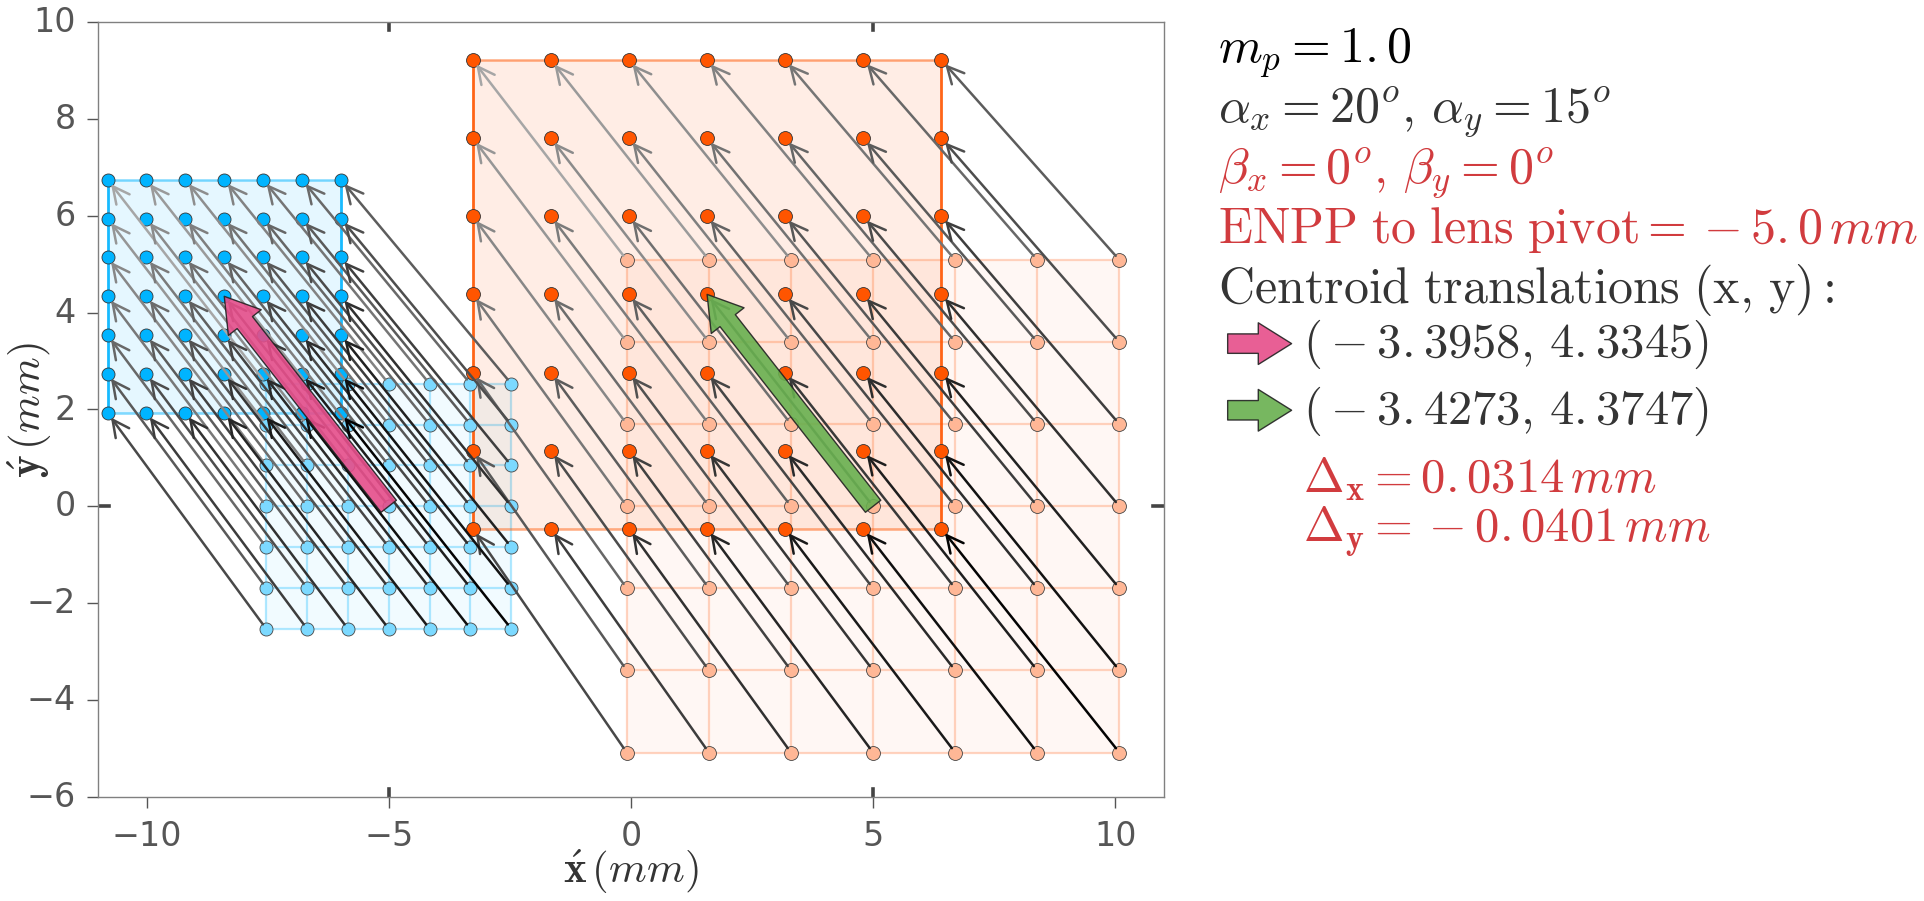 10
8
6
4
2
0
−2
−4
−6
ý (mm)
−10 −5 0 5 10
x́ (mm)
m_p = 1.0
α_x = 20°, α_y = 15°
β_x = 0°, β_y = 0°
ENPP to lens pivot = −5.0 mm
Centroid translations (x, y) :
(−3.3958, 4.3345)
(−3.4273, 4.3747)
Δ_x = 0.0314 mm
Δ_y = −0.0401 mm